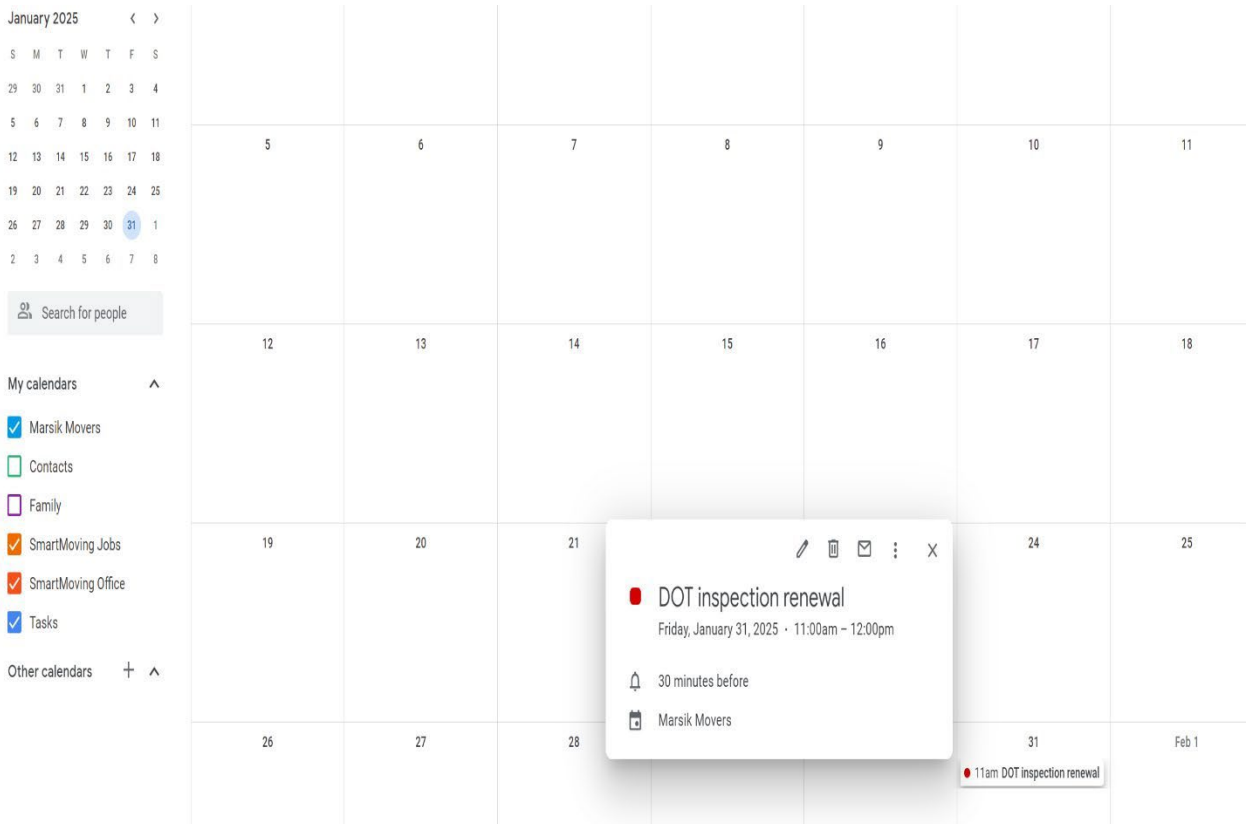 January 2025
S M T W T F S
29 30 31 1 2 3 4
5 6 7 8 9 10 11
12 13 14 15 16 17 18
19 20 21 22 23 24 25
26 27 28 29 30 31 1
2 3 4 5 6 7 8
Search for people
My calendars
Marsik Movers
Contacts
Family
SmartMoving Jobs
SmartMoving Office
Tasks
Other calendars
5 6 7 8 9 10 11
12 13 14 15 16 17 18
19 20 21 24 25
DOT inspection renewal
Friday, January 31, 2025 · 11:00am – 12:00pm
30 minutes before
Marsik Movers
26 27 28 31 Feb 1
11am DOT inspection renewal